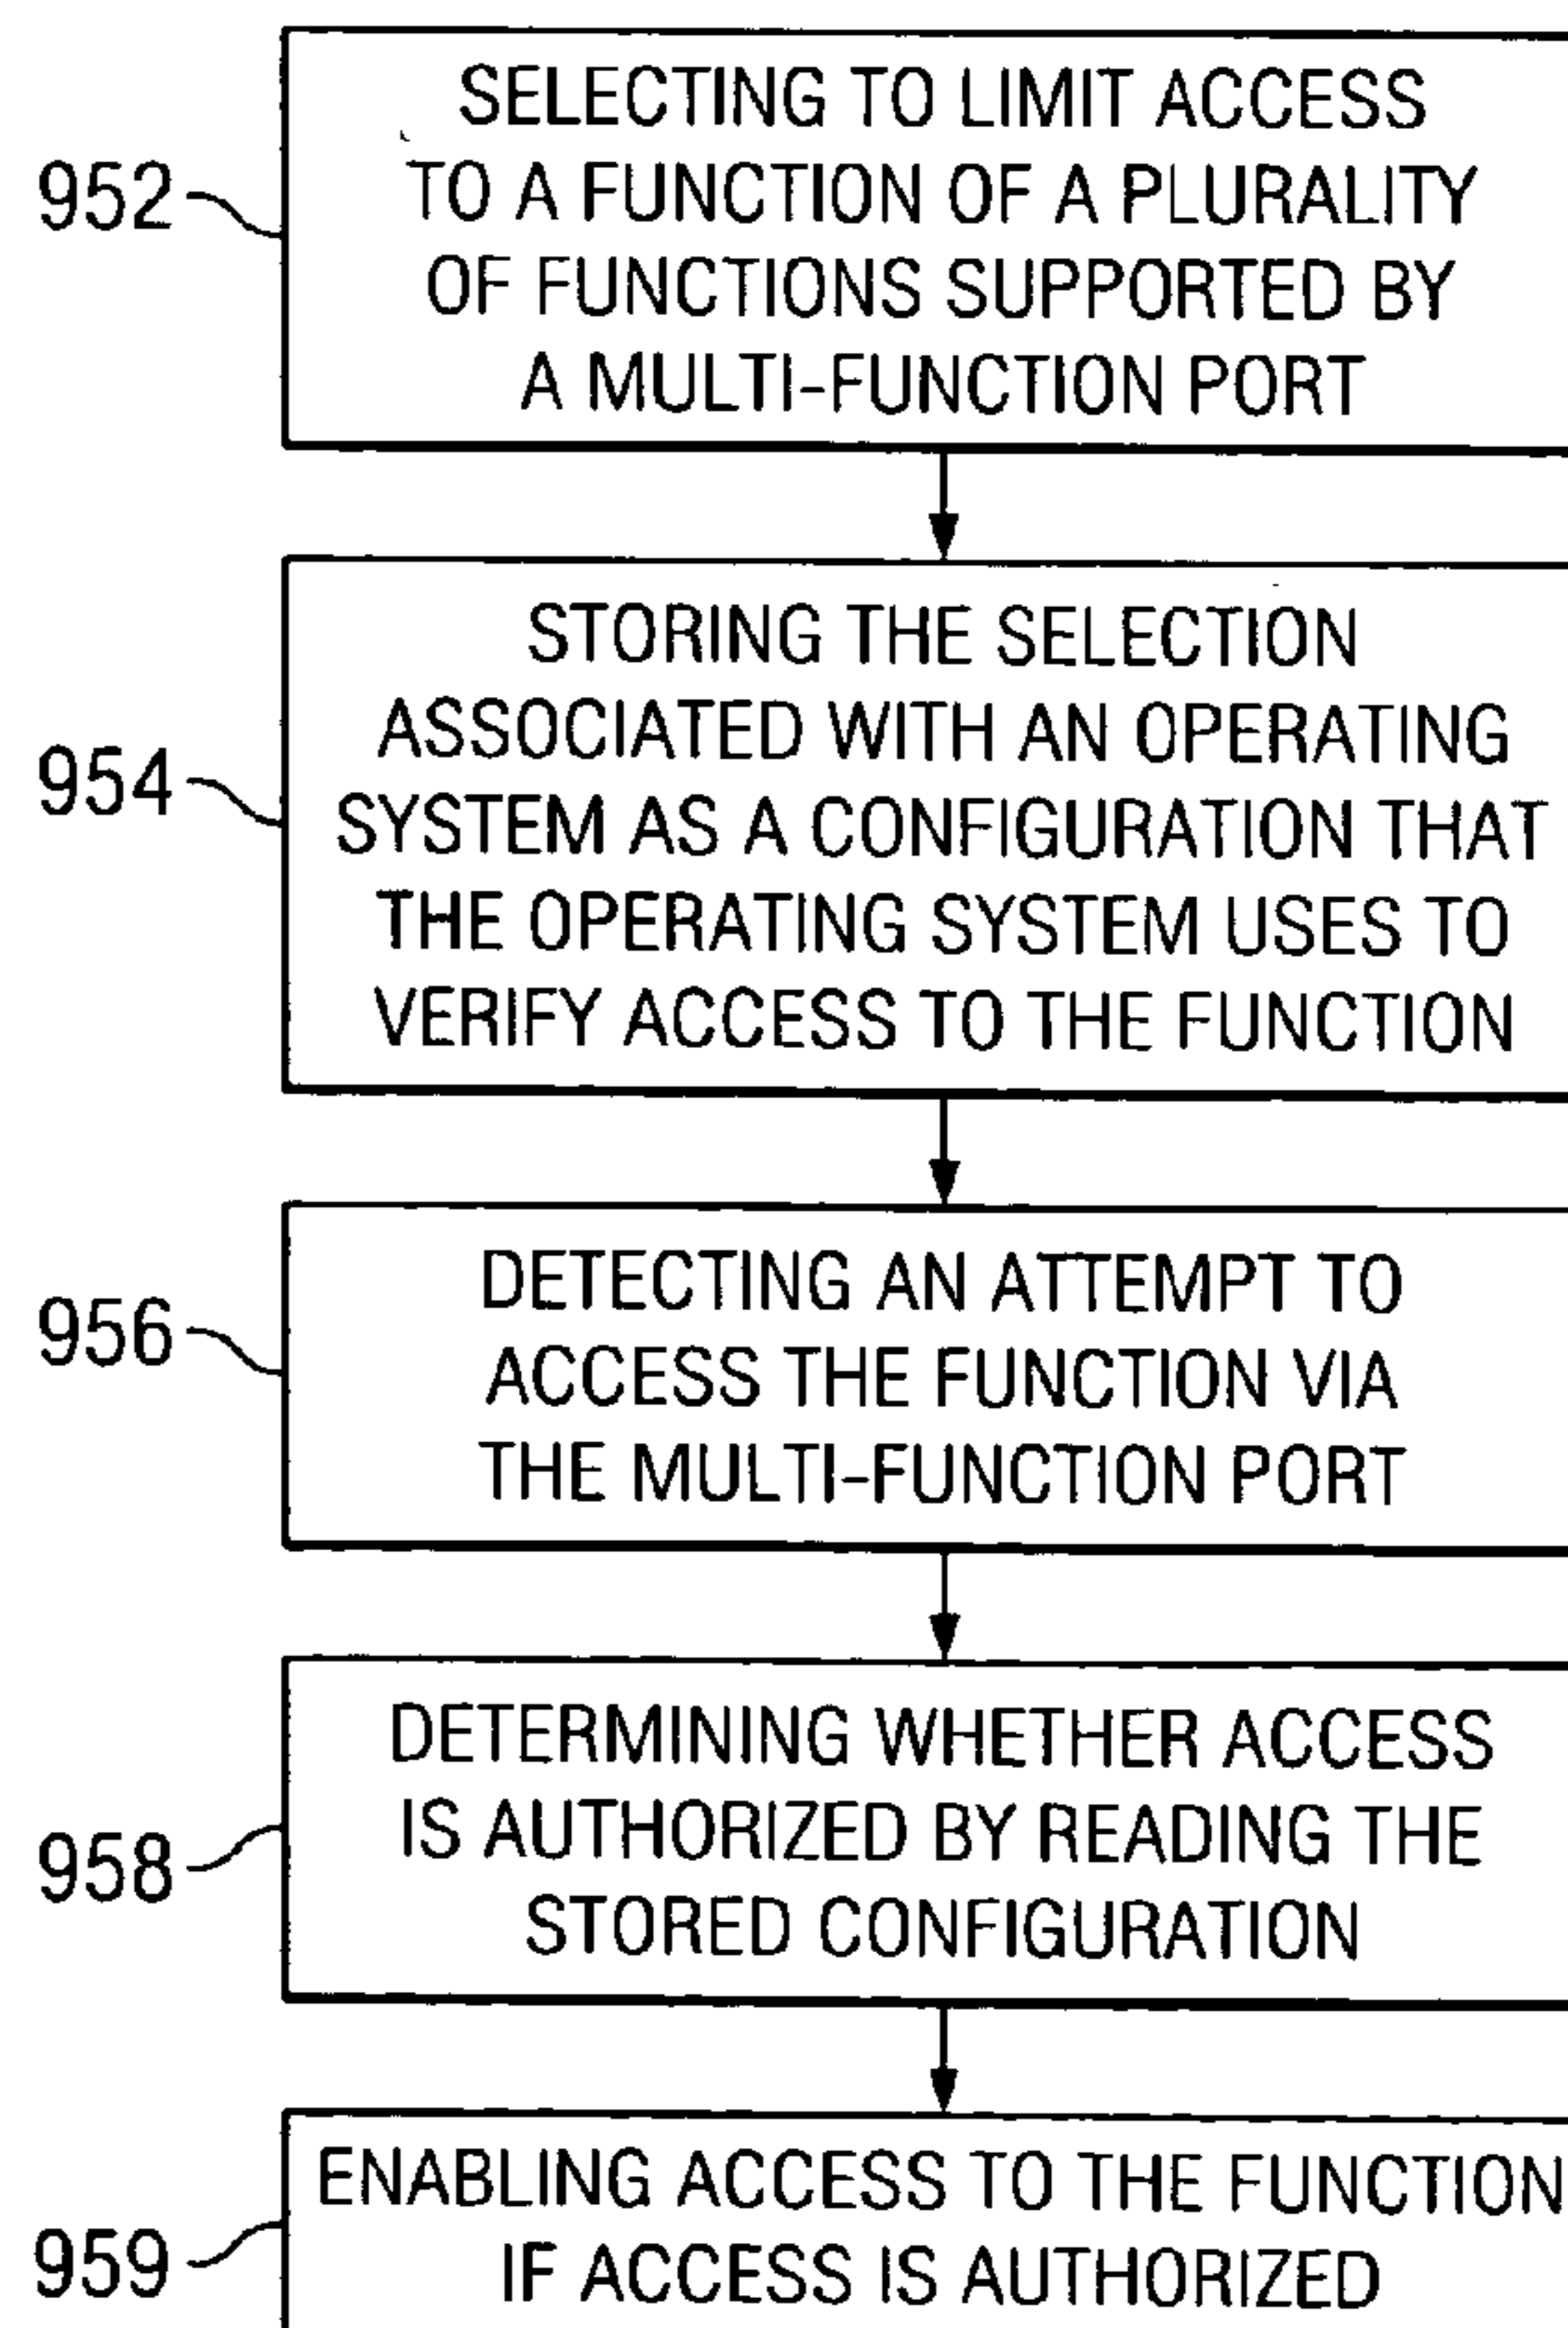 952
SELECTING TO LIMIT ACCESS
TO A FUNCTION OF A PLURALITY
OF FUNCTIONS SUPPORTED BY
A MULTI-FUNCTION PORT
954
STORING THE SELECTION
ASSOCIATED WITH AN OPERATING
SYSTEM AS A CONFIGURATION THAT
THE OPERATING SYSTEM USES TO
VERIFY ACCESS TO THE FUNCTION
956
DETECTING AN ATTEMPT TO
ACCESS THE FUNCTION VIA
THE MULTI-FUNCTION PORT
958
DETERMINING WHETHER ACCESS
IS AUTHORIZED BY READING THE
STORED CONFIGURATION
959
ENABLING ACCESS TO THE FUNCTION
IF ACCESS IS AUTHORIZED